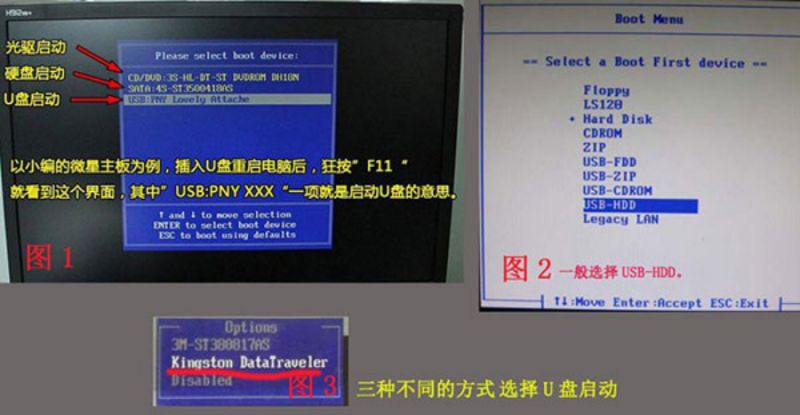 H92W+
光驱启动
硬盘启动
U盘启动
Please select boot device:
CD/DVD:3S-HL-DT-ST DVDROM DH18N
SATA:4S-ST3500418AS
USB:PNY Lovely Attache
以小编的微星主板为例，插入U盘重启电脑后，狂按”F11“
就看到这个界面，其中”USB:PNY XXX“一项就是启动U盘的意思。
↑ and ↓ to move selection
ENTER to select boot device
ESC to boot using defaults
图 1
Boot Menu
== Select a Boot First device ==
Floppy
LS120
+ Hard Disk
CDROM
ZIP
USB-FDD
USB-ZIP
USB-CDROM
USB-HDD
Legacy LAN
图 2 一般选择 USB-HDD。
↑↓:Move Enter:Accept ESC:Exit
Options
3M-ST380817AS
Kingston DataTraveler
Disabled
图 3
三种不同的方式 选择 U 盘启动